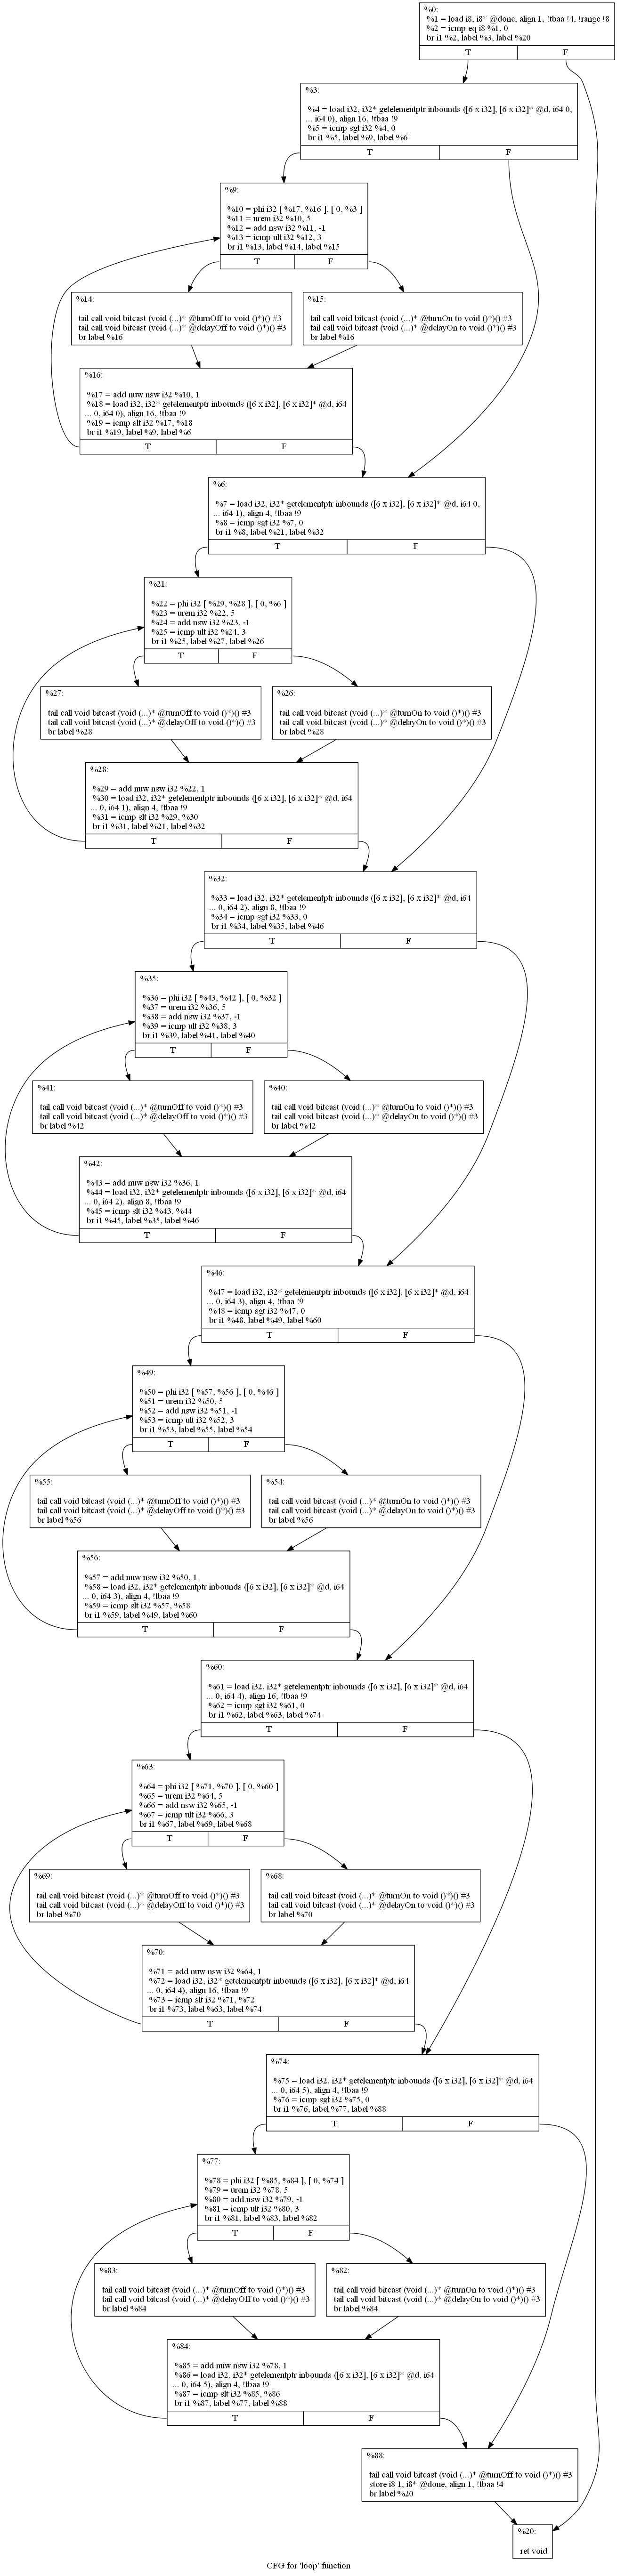 %0:
%1 = load i8, i8* @done, align 1, !tbaa !4, !range !8
%2 = icmp eq i8 %1, 0
br i1 %2, label %3, label %20
T F
%3:
%4 = load i32, i32* getelementptr inbounds ([6 x i32], [6 x i32]* @d, i64 0,
... i64 0), align 16, !tbaa !9
%5 = icmp sgt i32 %4, 0
br i1 %5, label %9, label %6
T F
%9:
%10 = phi i32 [ %17, %16 ], [ 0, %3 ]
%11 = urem i32 %10, 5
%12 = add nsw i32 %11, -1
%13 = icmp ult i32 %12, 3
br i1 %13, label %14, label %15
T F
%14:
tail call void bitcast (void (...)* @turnOff to void ()*)() #3
tail call void bitcast (void (...)* @delayOff to void ()*)() #3
br label %16
%15:
tail call void bitcast (void (...)* @turnOn to void ()*)() #3
tail call void bitcast (void (...)* @delayOn to void ()*)() #3
br label %16
%16:
%17 = add nuw nsw i32 %10, 1
%18 = load i32, i32* getelementptr inbounds ([6 x i32], [6 x i32]* @d, i64
... 0, i64 0), align 16, !tbaa !9
%19 = icmp slt i32 %17, %18
br i1 %19, label %9, label %6
T F
%6:
%7 = load i32, i32* getelementptr inbounds ([6 x i32], [6 x i32]* @d, i64 0,
... i64 1), align 4, !tbaa !9
%8 = icmp sgt i32 %7, 0
br i1 %8, label %21, label %32
T F
%21:
%22 = phi i32 [ %29, %28 ], [ 0, %6 ]
%23 = urem i32 %22, 5
%24 = add nsw i32 %23, -1
%25 = icmp ult i32 %24, 3
br i1 %25, label %27, label %26
T F
%27:
tail call void bitcast (void (...)* @turnOff to void ()*)() #3
tail call void bitcast (void (...)* @delayOff to void ()*)() #3
br label %28
%26:
tail call void bitcast (void (...)* @turnOn to void ()*)() #3
tail call void bitcast (void (...)* @delayOn to void ()*)() #3
br label %28
%28:
%29 = add nuw nsw i32 %22, 1
%30 = load i32, i32* getelementptr inbounds ([6 x i32], [6 x i32]* @d, i64
... 0, i64 1), align 4, !tbaa !9
%31 = icmp slt i32 %29, %30
br i1 %31, label %21, label %32
T F
%32:
%33 = load i32, i32* getelementptr inbounds ([6 x i32], [6 x i32]* @d, i64
... 0, i64 2), align 8, !tbaa !9
%34 = icmp sgt i32 %33, 0
br i1 %34, label %35, label %46
T F
%35:
%36 = phi i32 [ %43, %42 ], [ 0, %32 ]
%37 = urem i32 %36, 5
%38 = add nsw i32 %37, -1
%39 = icmp ult i32 %38, 3
br i1 %39, label %41, label %40
T F
%41:
tail call void bitcast (void (...)* @turnOff to void ()*)() #3
tail call void bitcast (void (...)* @delayOff to void ()*)() #3
br label %42
%40:
tail call void bitcast (void (...)* @turnOn to void ()*)() #3
tail call void bitcast (void (...)* @delayOn to void ()*)() #3
br label %42
%42:
%43 = add nuw nsw i32 %36, 1
%44 = load i32, i32* getelementptr inbounds ([6 x i32], [6 x i32]* @d, i64
... 0, i64 2), align 8, !tbaa !9
%45 = icmp slt i32 %43, %44
br i1 %45, label %35, label %46
T F
%46:
%47 = load i32, i32* getelementptr inbounds ([6 x i32], [6 x i32]* @d, i64
... 0, i64 3), align 4, !tbaa !9
%48 = icmp sgt i32 %47, 0
br i1 %48, label %49, label %60
T F
%49:
%50 = phi i32 [ %57, %56 ], [ 0, %46 ]
%51 = urem i32 %50, 5
%52 = add nsw i32 %51, -1
%53 = icmp ult i32 %52, 3
br i1 %53, label %55, label %54
T F
%55:
tail call void bitcast (void (...)* @turnOff to void ()*)() #3
tail call void bitcast (void (...)* @delayOff to void ()*)() #3
br label %56
%54:
tail call void bitcast (void (...)* @turnOn to void ()*)() #3
tail call void bitcast (void (...)* @delayOn to void ()*)() #3
br label %56
%56:
%57 = add nuw nsw i32 %50, 1
%58 = load i32, i32* getelementptr inbounds ([6 x i32], [6 x i32]* @d, i64
... 0, i64 3), align 4, !tbaa !9
%59 = icmp slt i32 %57, %58
br i1 %59, label %49, label %60
T F
%60:
%61 = load i32, i32* getelementptr inbounds ([6 x i32], [6 x i32]* @d, i64
... 0, i64 4), align 16, !tbaa !9
%62 = icmp sgt i32 %61, 0
br i1 %62, label %63, label %74
T F
%63:
%64 = phi i32 [ %71, %70 ], [ 0, %60 ]
%65 = urem i32 %64, 5
%66 = add nsw i32 %65, -1
%67 = icmp ult i32 %66, 3
br i1 %67, label %69, label %68
T F
%69:
tail call void bitcast (void (...)* @turnOff to void ()*)() #3
tail call void bitcast (void (...)* @delayOff to void ()*)() #3
br label %70
%68:
tail call void bitcast (void (...)* @turnOn to void ()*)() #3
tail call void bitcast (void (...)* @delayOn to void ()*)() #3
br label %70
%70:
%71 = add nuw nsw i32 %64, 1
%72 = load i32, i32* getelementptr inbounds ([6 x i32], [6 x i32]* @d, i64
... 0, i64 4), align 16, !tbaa !9
%73 = icmp slt i32 %71, %72
br i1 %73, label %63, label %74
T F
%74:
%75 = load i32, i32* getelementptr inbounds ([6 x i32], [6 x i32]* @d, i64
... 0, i64 5), align 4, !tbaa !9
%76 = icmp sgt i32 %75, 0
br i1 %76, label %77, label %88
T F
%77:
%78 = phi i32 [ %85, %84 ], [ 0, %74 ]
%79 = urem i32 %78, 5
%80 = add nsw i32 %79, -1
%81 = icmp ult i32 %80, 3
br i1 %81, label %83, label %82
T F
%83:
tail call void bitcast (void (...)* @turnOff to void ()*)() #3
tail call void bitcast (void (...)* @delayOff to void ()*)() #3
br label %84
%82:
tail call void bitcast (void (...)* @turnOn to void ()*)() #3
tail call void bitcast (void (...)* @delayOn to void ()*)() #3
br label %84
%84:
%85 = add nuw nsw i32 %78, 1
%86 = load i32, i32* getelementptr inbounds ([6 x i32], [6 x i32]* @d, i64
... 0, i64 5), align 4, !tbaa !9
%87 = icmp slt i32 %85, %86
br i1 %87, label %77, label %88
T F
%88:
tail call void bitcast (void (...)* @turnOff to void ()*)() #3
store i8 1, i8* @done, align 1, !tbaa !4
br label %20
%20:
ret void
CFG for 'loop' function